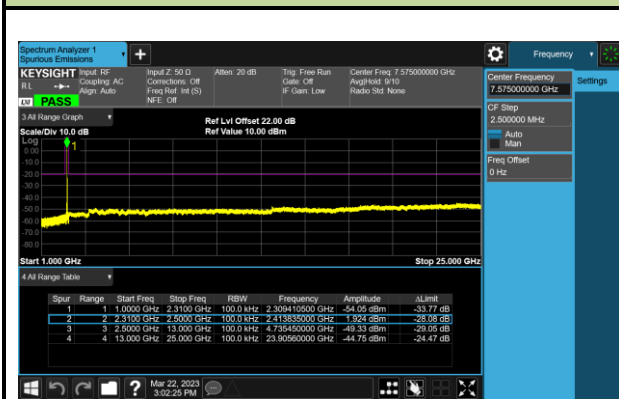 Spectrum Analyzer 1
Spurious Emissions
Frequency
KEYSIGHT Input: RF Input Z: 50 Ω Atten: 20 dB Trig: Free Run Center Freq: 7.575000000 GHz
RL Coupling: AC Corrections: Off Gate: Off Avg|Hold: 9/10
Align: Auto Freq Ref: Int (S) IF Gain: Low Radio Std: None
PASS NFE: Off
Center Frequency
7.575000000 GHz
Settings
CF Step
2.500000 MHz
Auto
Man
Freq Offset
0 Hz
3 All Range Graph
Ref Lvl Offset 22.00 dB
Scale/Div 10.0 dB Ref Value 10.00 dBm
Log
1
0.00
-10.0
-20.0
-30.0
-40.0
-50.0
-60.0
-70.0
-80.0
Start 1.000 GHz Stop 25.000 GHz
4 All Range Table
Spur Range Start Freq Stop Freq RBW Frequency Amplitude ΔLimit
1 1 1.0000 GHz 2.3100 GHz 100.0 kHz 2.309410500 GHz -54.05 dBm -33.77 dB
2 2 2.3100 GHz 2.5000 GHz 100.0 kHz 2.413835000 GHz 1.924 dBm -28.08 dB
3 3 2.5000 GHz 13.000 GHz 100.0 kHz 4.735450000 GHz -49.33 dBm -29.05 dB
4 4 13.000 GHz 25.000 GHz 100.0 kHz 23.90560000 GHz -44.75 dBm -24.47 dB
? Mar 22, 2023
3:02:25 PM